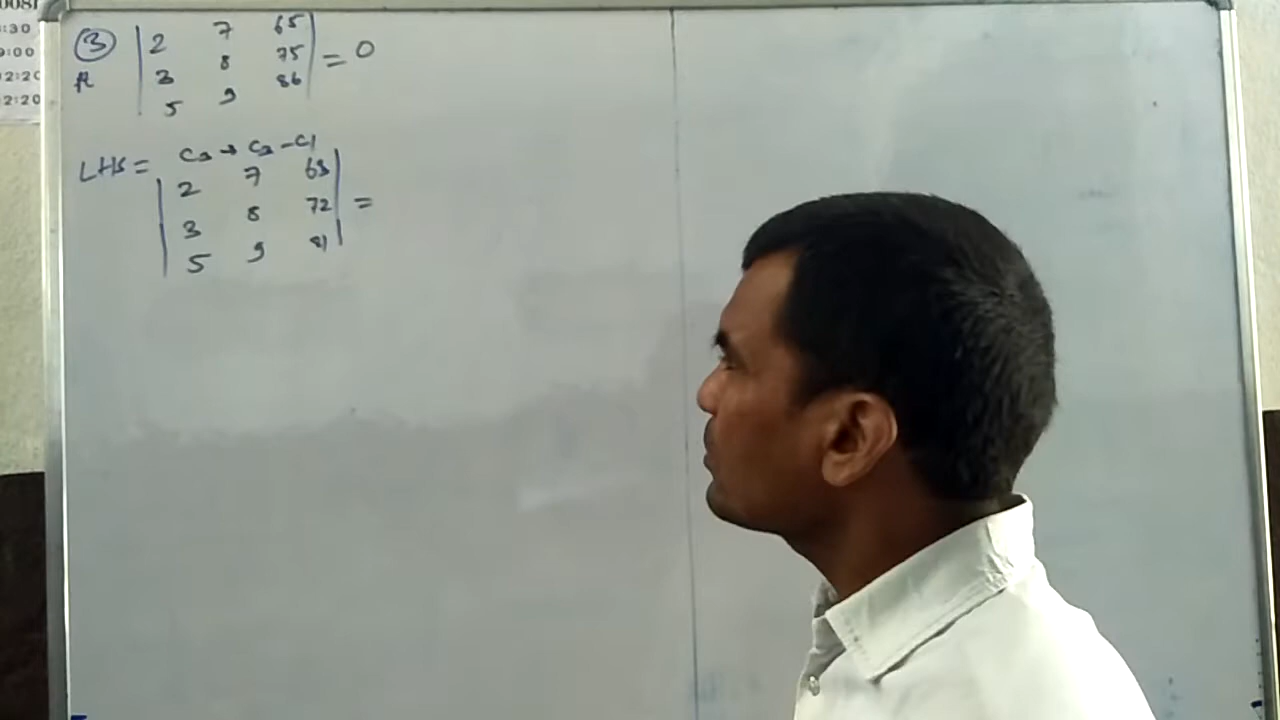 008
:30
9:00
12:20
12:20
③ 2 7 65
3 8 75 = 0
5 9 86
LHS = C3 → C3 - C1
2 7 63
3 8 72 =
5 9 81